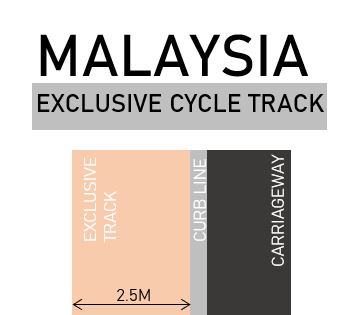 MALAYSIA
EXCLUSIVE CYCLE TRACK
EXCLUSIVE
TRACK
CURB LINE
CARRIAGEWAY
2.5M